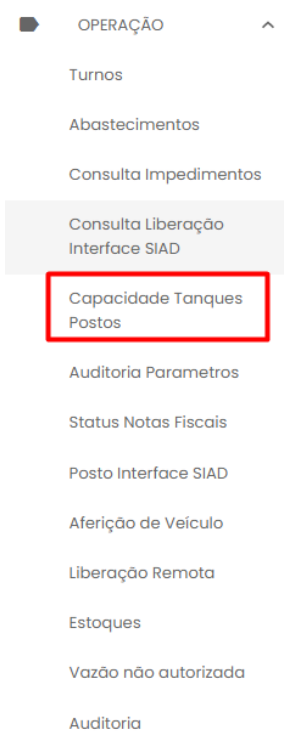 OPERAÇÃO
Turnos
Abastecimentos
Consulta Impedimentos
Consulta Liberação
Interface SIAD
Capacidade Tanques
Postos
Auditoria Parametros
Status Notas Fiscais
Posto Interface SIAD
Aferição de Veículo
Liberação Remota
Estoques
Vazão não autorizada
Auditoria